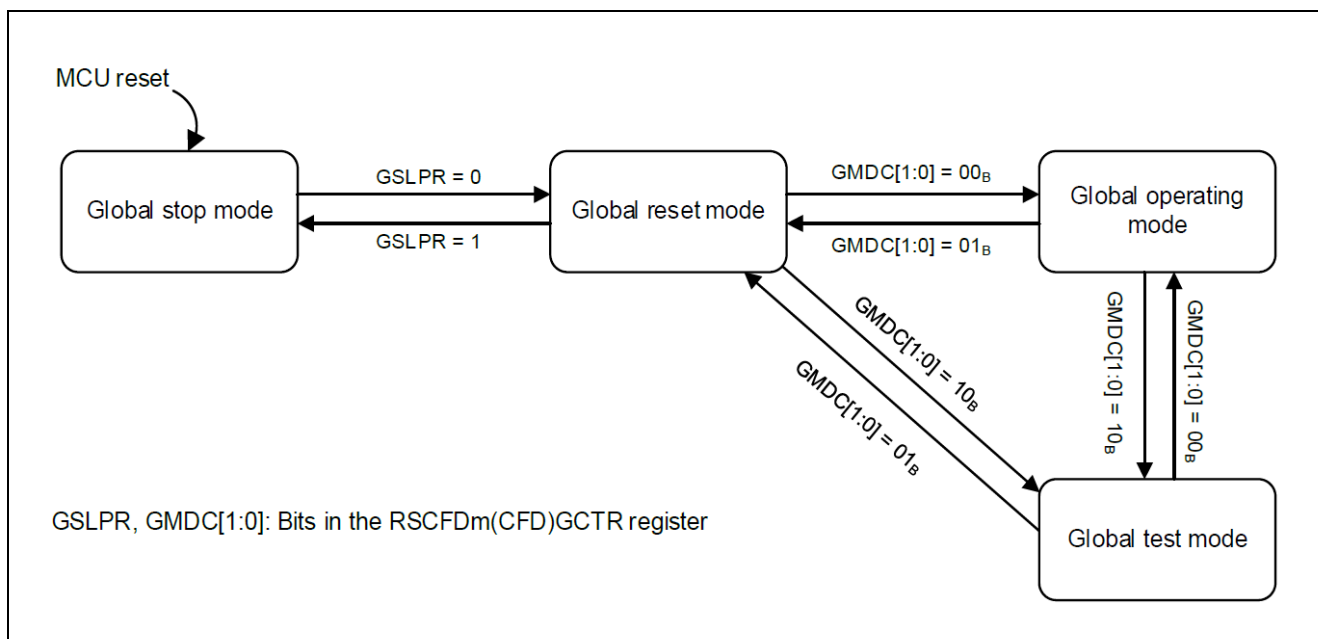 MCU reset
Global stop mode
GSLPR = 0
GSLPR = 1
Global reset mode
GMDC[1:0] = 00B
GMDC[1:0] = 01B
Global operating
mode
GMDC[1:0] = 10B
GMDC[1:0] = 01B
GMDC[1:0] = 10B
GMDC[1:0] = 00B
Global test mode
GSLPR, GMDC[1:0]: Bits in the RSCFDm(CFD)GCTR register